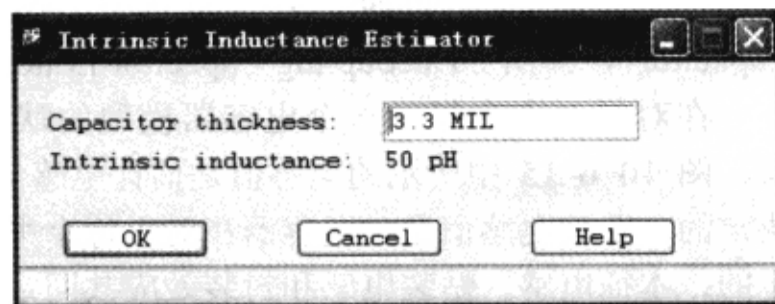 Intrinsic Inductance Estimator
Capacitor thickness: 3.3 MIL
Intrinsic inductance: 50 pH
OK Cancel Help